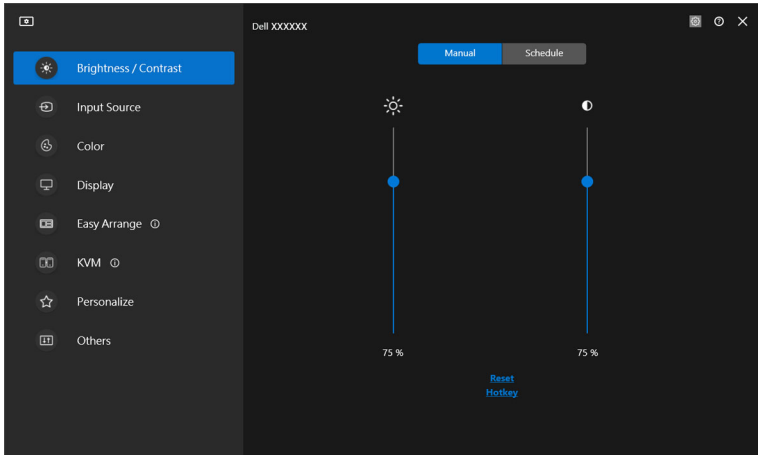 Dell XXXXXX
Manual
Schedule
Brightness / Contrast
Input Source
Color
Display
Easy Arrange
KVM
Personalize
Others
75 %
75 %
Reset
Hotkey